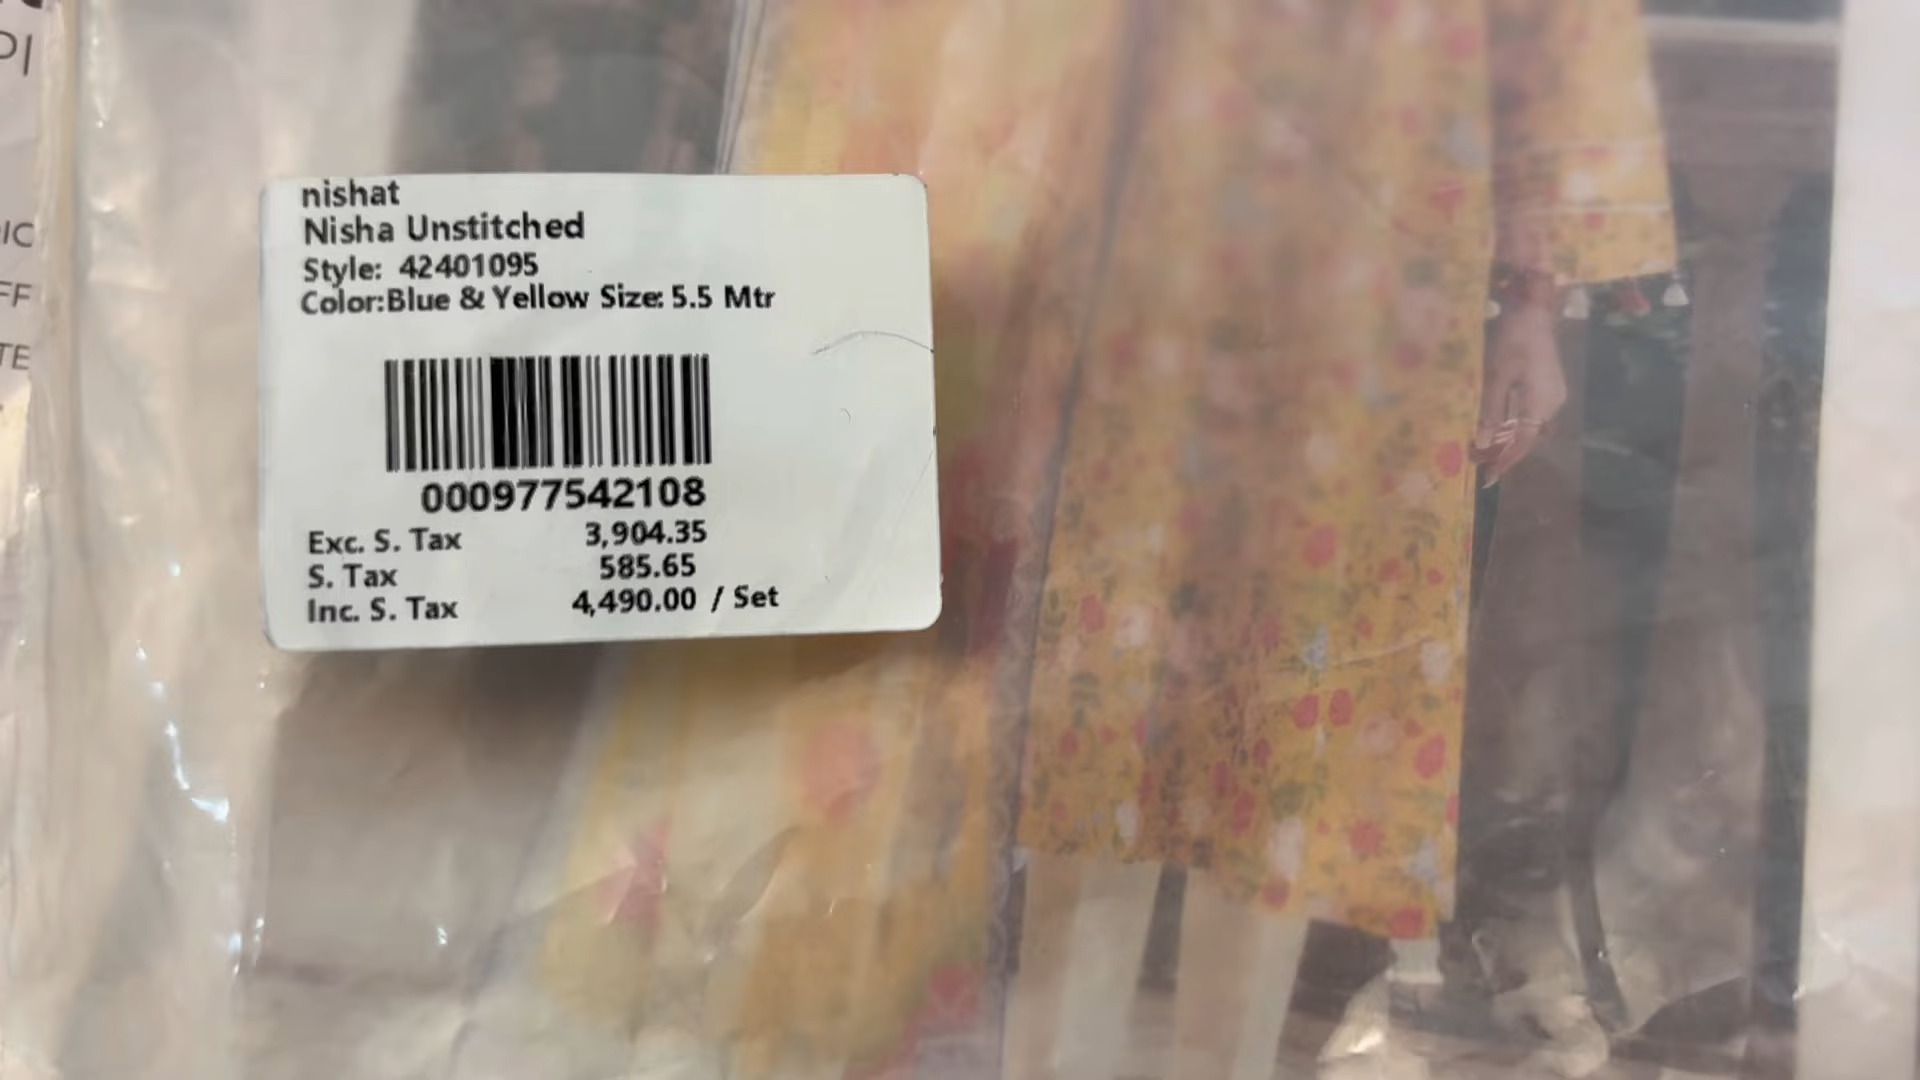 nishat
Nisha Unstitched
Style: 42401095
Color:Blue & Yellow Size: 5.5 Mtr
000977542108
Exc. S. Tax 3,904.35
S. Tax 585.65
Inc. S. Tax 4,490.00 / Set